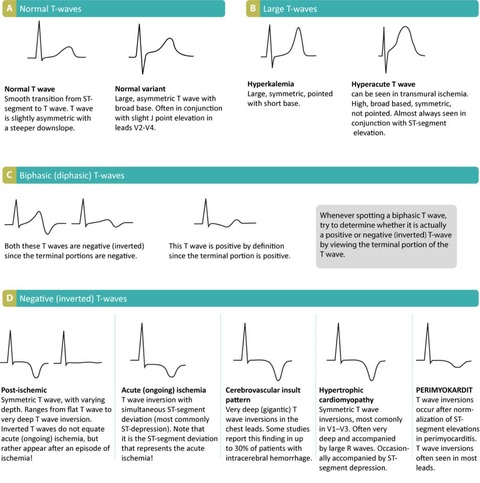 A Normal T-waves
B Large T-waves
Normal T wave
Smooth transition from ST-
segment to T wave. T wave
is slightly asymmetric with
a steeper downslope.
Normal variant
Large, asymmetric T wave with
broad base. Often in conjuction
with slight J point elevation in
leads V2-V4.
Hyperkalemia
Large, symmetric, pointed
with short base.
Hyperacute T wave
can be seen in transmural ischemia.
High, broad based, symmetric,
not pointed. Almost always seen in
conjunction with ST-segment
elevation.
C Biphasic (diphasic) T-waves
Both these T waves are negative (inverted)
since the terminal portions are negative.
This T wave is positive by definition
since the terminal portion is positive.
Whenever spotting a biphasic T wave,
try to determine whether it is actually
a positive or negative (inverted) T-wave
by viewing the terminal portion of the
T wave.
D Negative (inverted) T-waves
Post-ischemic
Symmetric T wave, with varying
depth. Ranges from flat T wave to
very deep T wave inversion.
Inverted T waves do not equate
acute (ongoing) ischemia, but
rather appear after an episode of
ischemia!
Acute (ongoing) ischemia
T wave inversion with
simultaneous ST-segment
deviation (most commonly
ST-depression). Note that
it is the ST-segment deviation
that represents the acute
ischemia!
Cerebrovascular insult
pattern
Very deep (gigantic) T
wave inversions in the
chest leads. Some studies
report this finding in up
to 30% of patients with
intracerebral hemorrhage.
Hypertrophic
cardiomyopathy
Symmetric T wave
inversions, most comonly
in V1–V3. Often very
deep and accompanied
by large R waves. Occasion-
ally accompanied by ST-
segment depression.
PERIMYOKARDIT
T wave inversions
occur after norm-
alization of ST-
segment elevations
in perimyocarditis.
T wave inversions
often seen in most
leads.